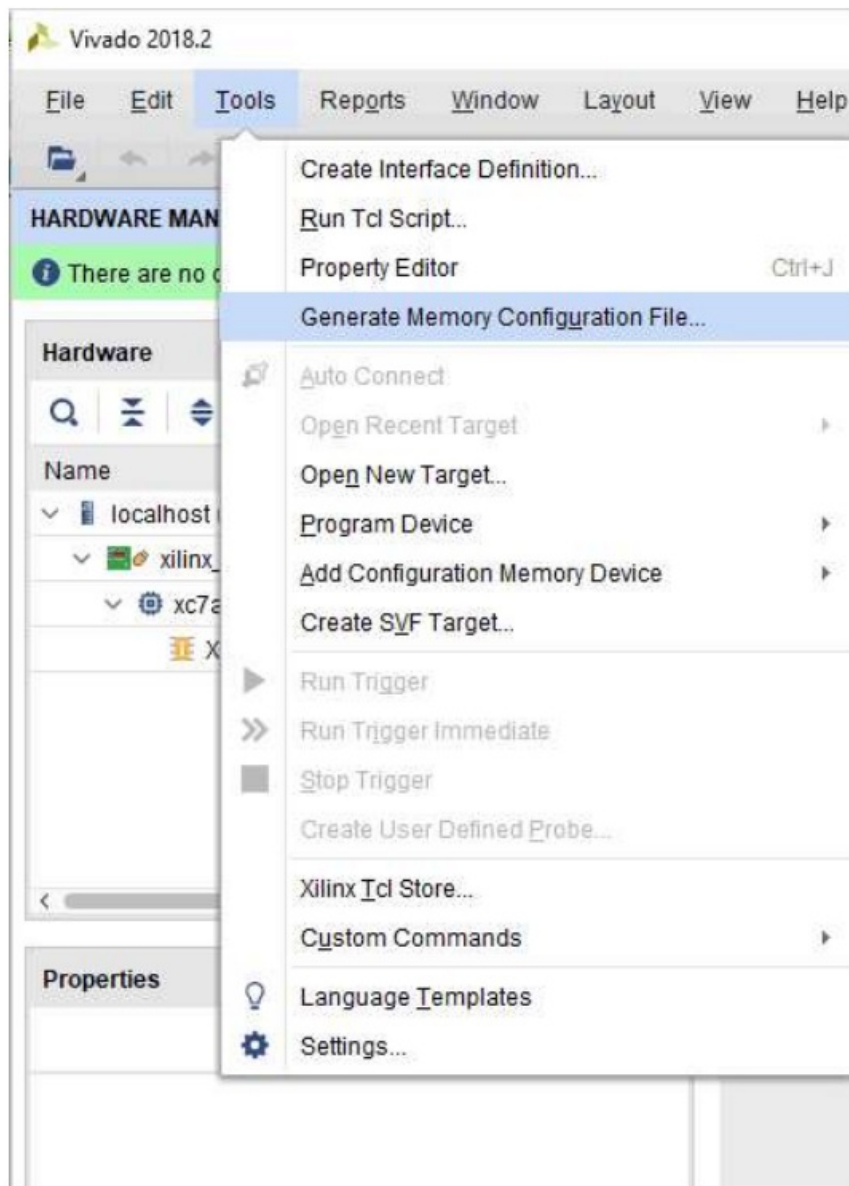 Vivado 2018.2
File Edit Tools Reports Window Layout View Help
Create Interface Definition...
HARDWARE MAN
Run Tcl Script...
There are no
Property Editor Ctrl+J
Generate Memory Configuration File...
Hardware
Auto Connect
Open Recent Target
Name
Open New Target...
localhost
Program Device
xilinx_
Add Configuration Memory Device
xc7a
Create SVF Target...
X
Run Trigger
Run Trigger Immediate
Stop Trigger
Create User Defined Probe...
Xilinx Tcl Store...
Custom Commands
Properties
Language Templates
Settings...